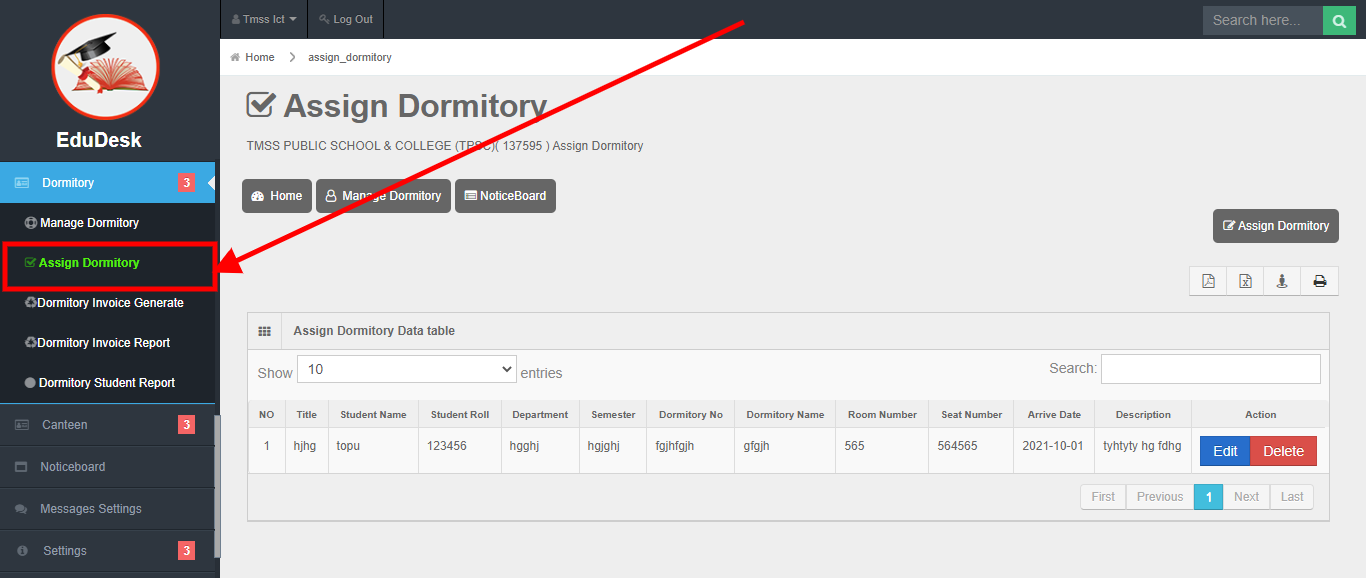 Tmss Ict
Log Out
Search here...
EduDesk
Home
assign_dormitory
Assign Dormitory
TMSS PUBLIC SCHOOL & COLLEGE (TPSC)( 137595 ) Assign Dormitory
Dormitory 3
Manage Dormitory
Assign Dormitory
Dormitory Invoice Generate
Dormitory Invoice Report
Dormitory Student Report
Canteen 3
Noticeboard
Messages Settings
Settings 3
Home Manage Dormitory NoticeBoard
Assign Dormitory
Assign Dormitory Data table
Show 10 entries
Search:
NO Title Student Name Student Roll Department Semester Dormitory No Dormitory Name Room Number Seat Number Arrive Date Description Action
1 hjhg topu 123456 hgghj hgjghj fgjhfgjh gfgjh 565 564565 2021-10-01 tyhtyty hg fdhg Edit Delete
First Previous 1 Next Last